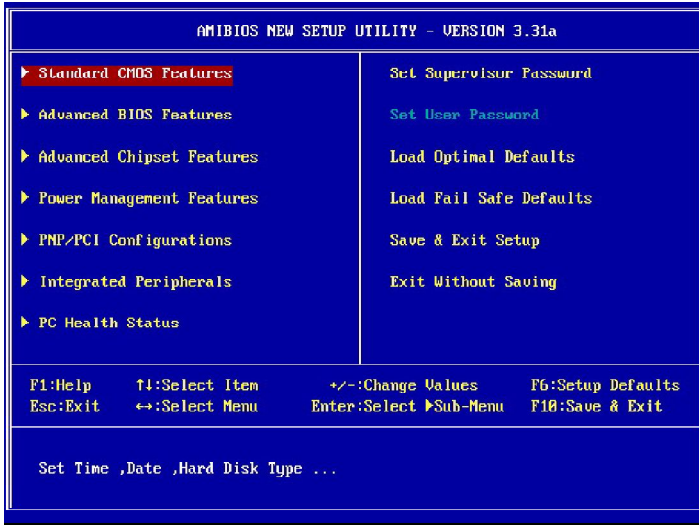 AMIBIOS NEW SETUP UTILITY - VERSION 3.31a
▶ Standard CMOS Features
▶ Advanced BIOS Features
▶ Advanced Chipset Features
▶ Power Management Features
▶ PNP/PCI Configurations
▶ Integrated Peripherals
▶ PC Health Status
Set Supervisor Password
Set User Password
Load Optimal Defaults
Load Fail Safe Defaults
Save & Exit Setup
Exit Without Saving
F1:Help ↑↓:Select Item +/-:Change Values F6:Setup Defaults
Esc:Exit ↔:Select Menu Enter:Select ▶Sub-Menu F10:Save & Exit
Set Time ,Date ,Hard Disk Type ...